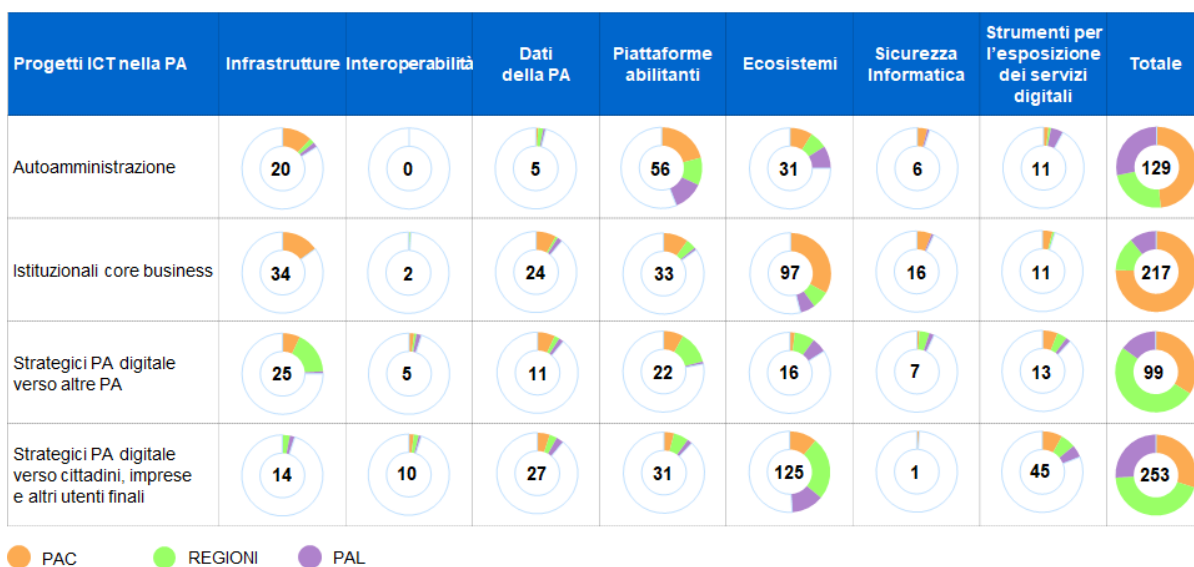 Progetti ICT nella PA
Infrastrutture
Interoperabilità
Dati
della PA
Piattaforme
abilitanti
Ecosistemi
Sicurezza
Informatica
Strumenti per
l'esposizione
dei servizi
digitali
Totale
Autoamministrazione
20
0
5
56
31
6
11
129
Istituzionali core business
34
2
24
33
97
16
11
217
Strategici PA digitale
verso altre PA
25
5
11
22
16
7
13
99
Strategici PA digitale
verso cittadini, imprese
e altri utenti finali
14
10
27
31
125
1
45
253
PAC
REGIONI
PAL